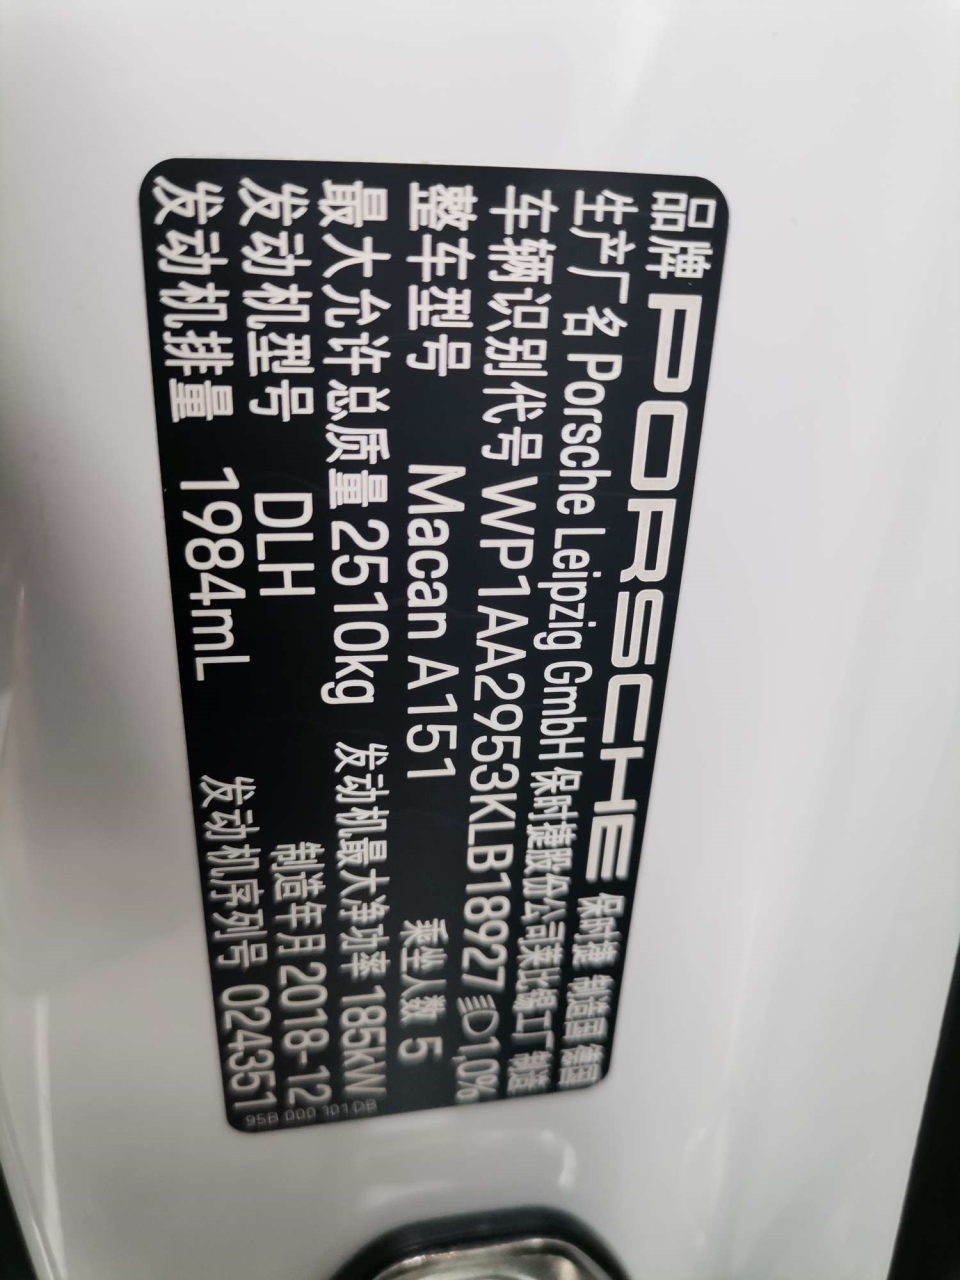 品牌 PORSCHE 保时捷 制造国 德国
生产厂名 Porsche Leipzig GmbH 保时捷股份公司莱比锡工厂 制造
车辆识别代号 WP1AA2953KLB18927 1,0%
整车型号 Macan A151 乘坐人数 5
最大允许总质量 2510kg 发动机最大净功率 185kW
发动机型号 DLH 制造年月 2018-12
发动机排量 1984mL 发动机序列号 024351
95B 000 101 DB